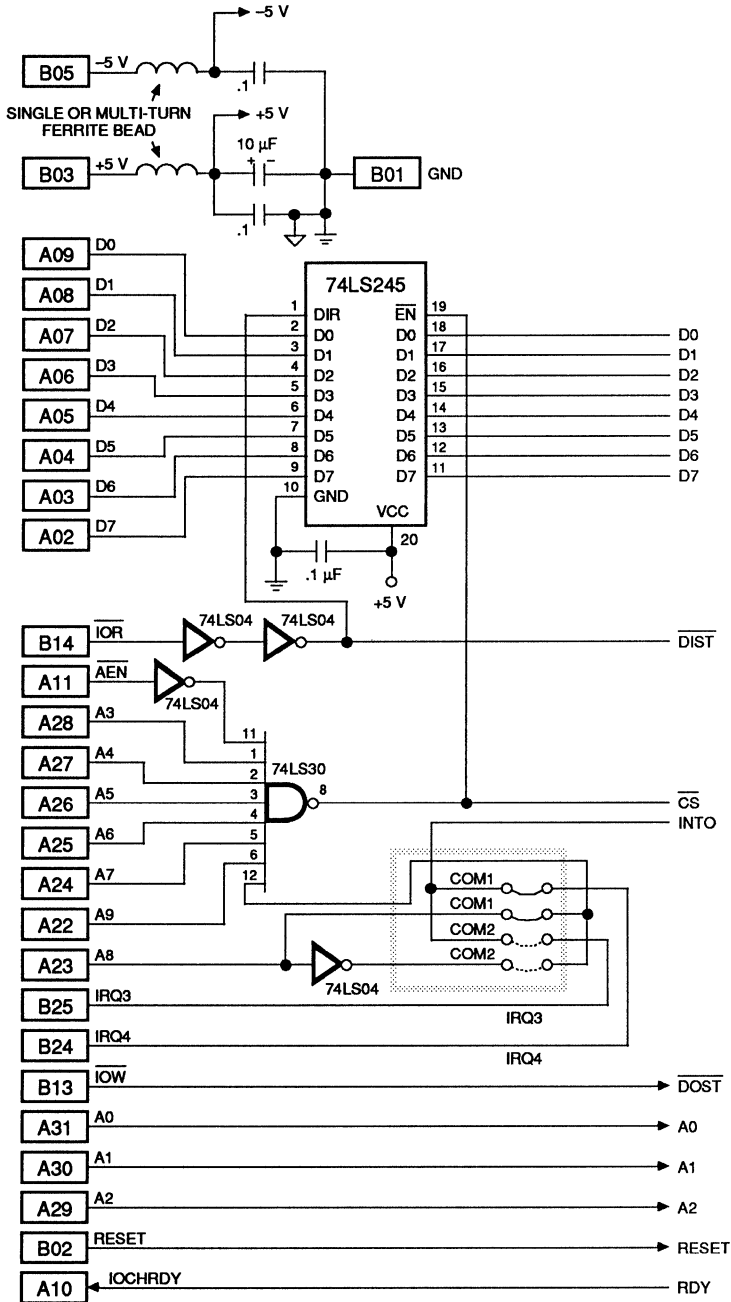 –5 V
B05 –5 V
.1
SINGLE OR MULTI-TURN
FERRITE BEAD
+5 V
10 µF
+ –
B03 +5 V
B01 GND
.1
A09 D0
A08 D1
A07 D2
A06 D3
A05 D4
A04 D5
A03 D6
A02 D7
74LS245
1 DIR EN 19
2 D0 D0 18 D0
3 D1 D1 17 D1
4 D2 D2 16 D2
5 D3 D3 15 D3
6 D4 D4 14 D4
7 D5 D5 13 D5
8 D6 D6 12 D6
9 D7 D7 11 D7
10 GND
VCC
20
.1 µF
+5 V
74LS04 74LS04
B14 IOR DIST
A11 AEN
74LS04
A28 A3
A27 A4
A26 A5
A25 A6
A24 A7
A22 A9
A23 A8
11
1
2
3
4
5
6
12
74LS30
8
CS
INTO
COM1
COM1
COM2
COM2
74LS04
B25 IRQ3
IRQ3
B24 IRQ4
IRQ4
B13 IOW DOST
A31 A0 A0
A30 A1 A1
A29 A2 A2
B02 RESET RESET
A10 IOCHRDY RDY